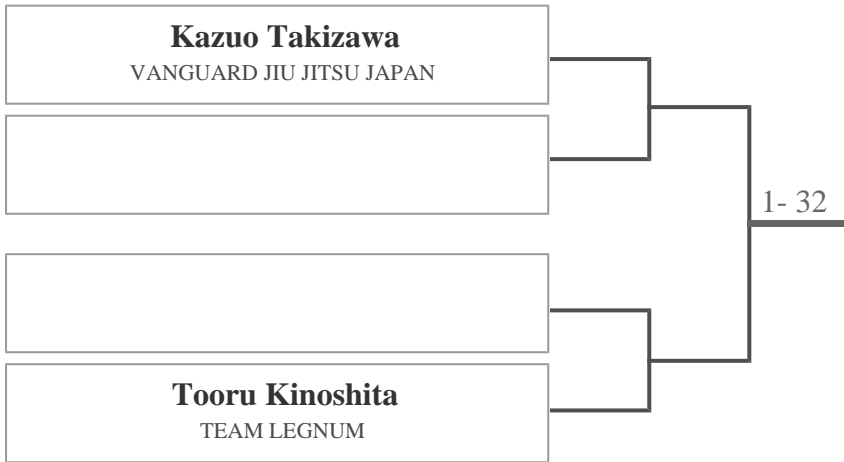 Kazuo Takizawa
VANGUARD JIU JITSU JAPAN
1- 32
Tooru Kinoshita
TEAM LEGNUM